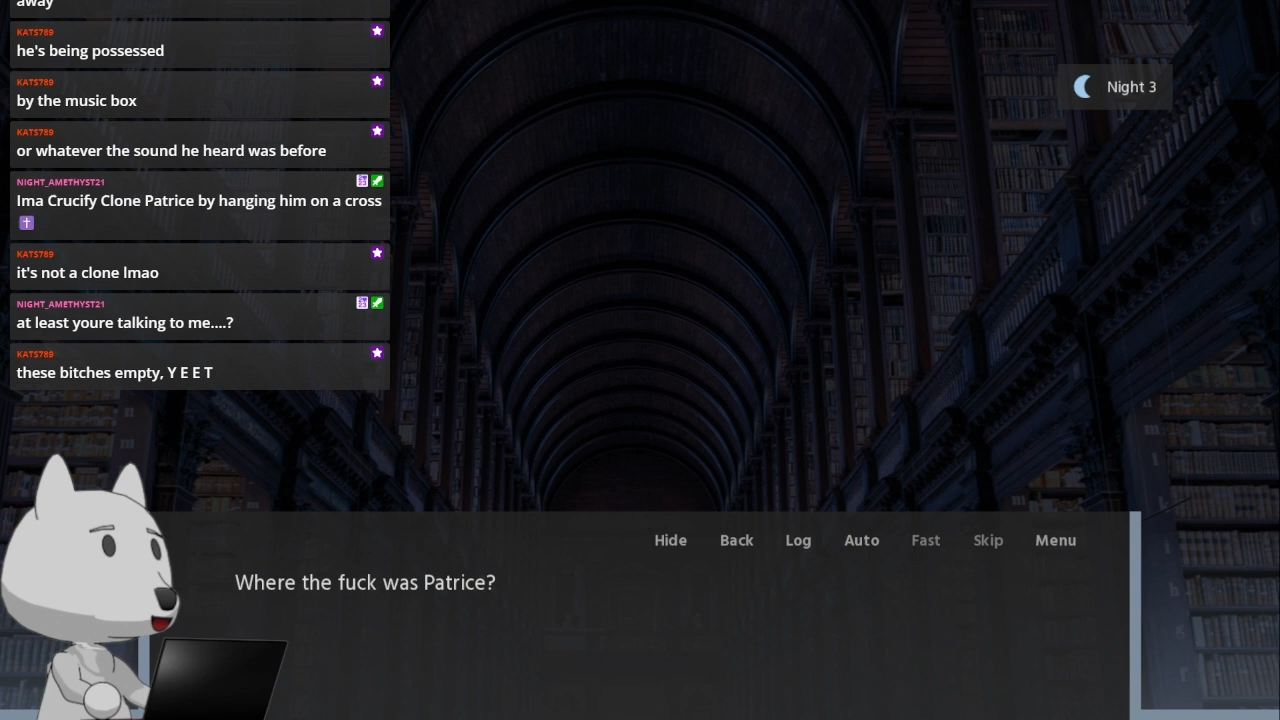 away
KATS789
he's being possessed
KATS789
by the music box
KATS789
or whatever the sound he heard was before
NIGHT_AMETHYST21
Ima Crucify Clone Patrice by hanging him on a cross
KATS789
it's not a clone lmao
NIGHT_AMETHYST21
at least youre talking to me....?
KATS789
these bitches empty, Y E E T
Night 3
Hide Back Log Auto Fast Skip Menu
Where the fuck was Patrice?